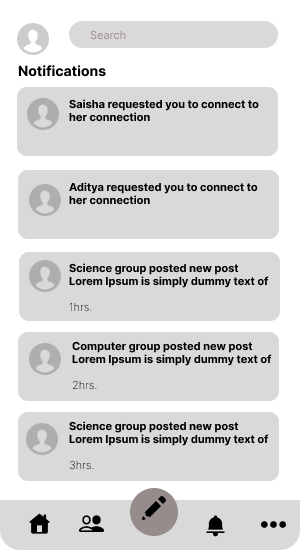 Search
Notifications
Saisha requested you to connect to
her connection
Aditya requested you to connect to
her connection
Science group posted new post
Lorem Ipsum is simply dummy text of
1hrs.
Computer group posted new post
Lorem Ipsum is simply dummy text of
2hrs.
Science group posted new post
Lorem Ipsum is simply dummy text of
3hrs.